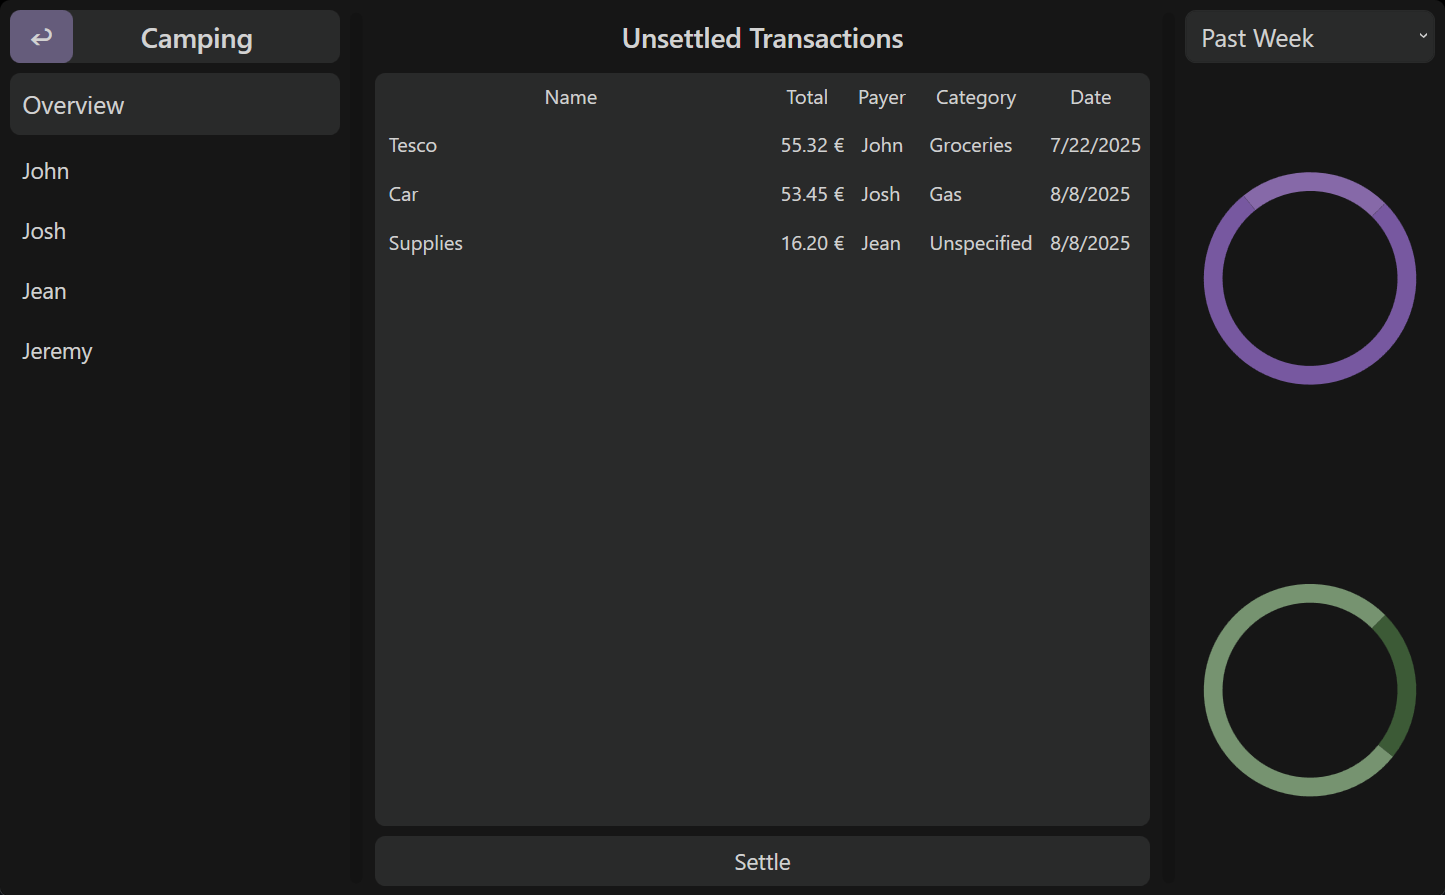 Camping
Overview
John
Josh
Jean
Jeremy
Unsettled Transactions
Name Total Payer Category Date
Tesco 55.32 € John Groceries 7/22/2025
Car 53.45 € Josh Gas 8/8/2025
Supplies 16.20 € Jean Unspecified 8/8/2025
Settle
Past Week